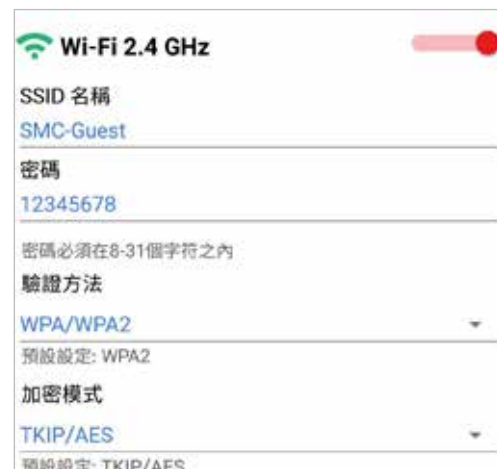 Wi-Fi 2.4 GHz
SSID 名稱
SMC-Guest
密碼
12345678
密碼必須在8-31個字符之內
驗證方法
WPA/WPA2
預設設定: WPA2
加密模式
TKIP/AES
預設設定: TKIP/AES